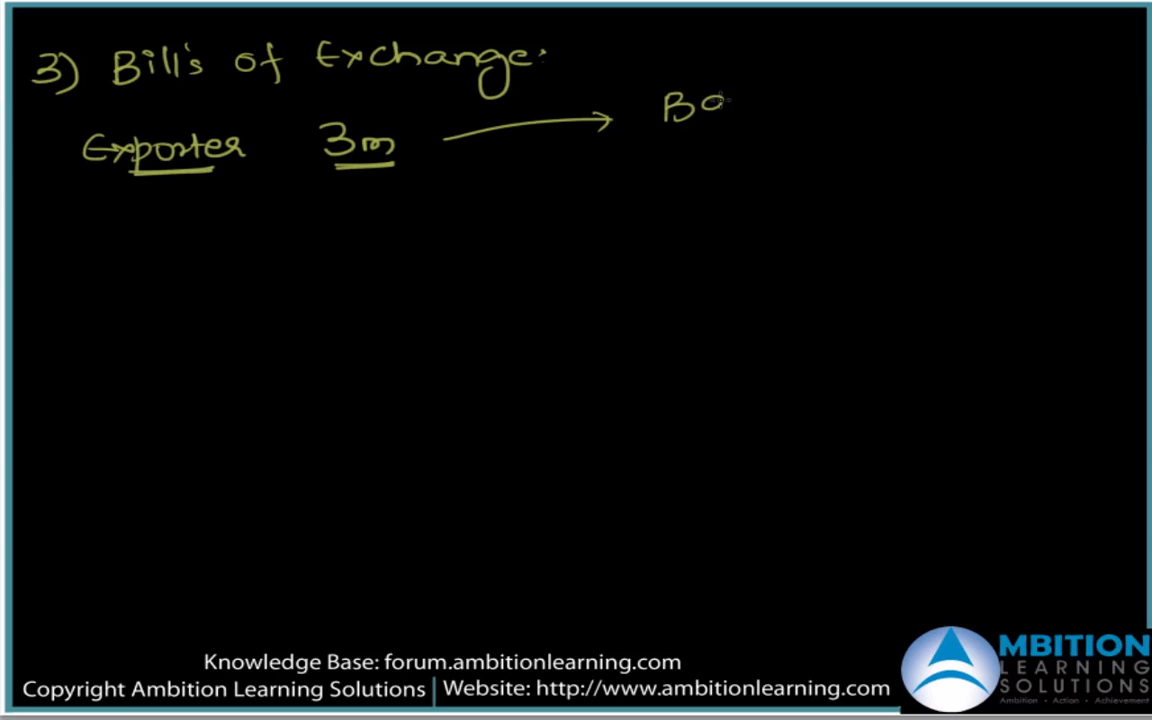 3) Bill's of Exchange:
Exporter 3m → Bo
Knowledge Base: forum.ambitionlearning.com
Copyright Ambition Learning Solutions | Website: http://www.ambitionlearning.com
MBITION
LEARNING
SOLUTIONS
Ambition - Action - Achievement